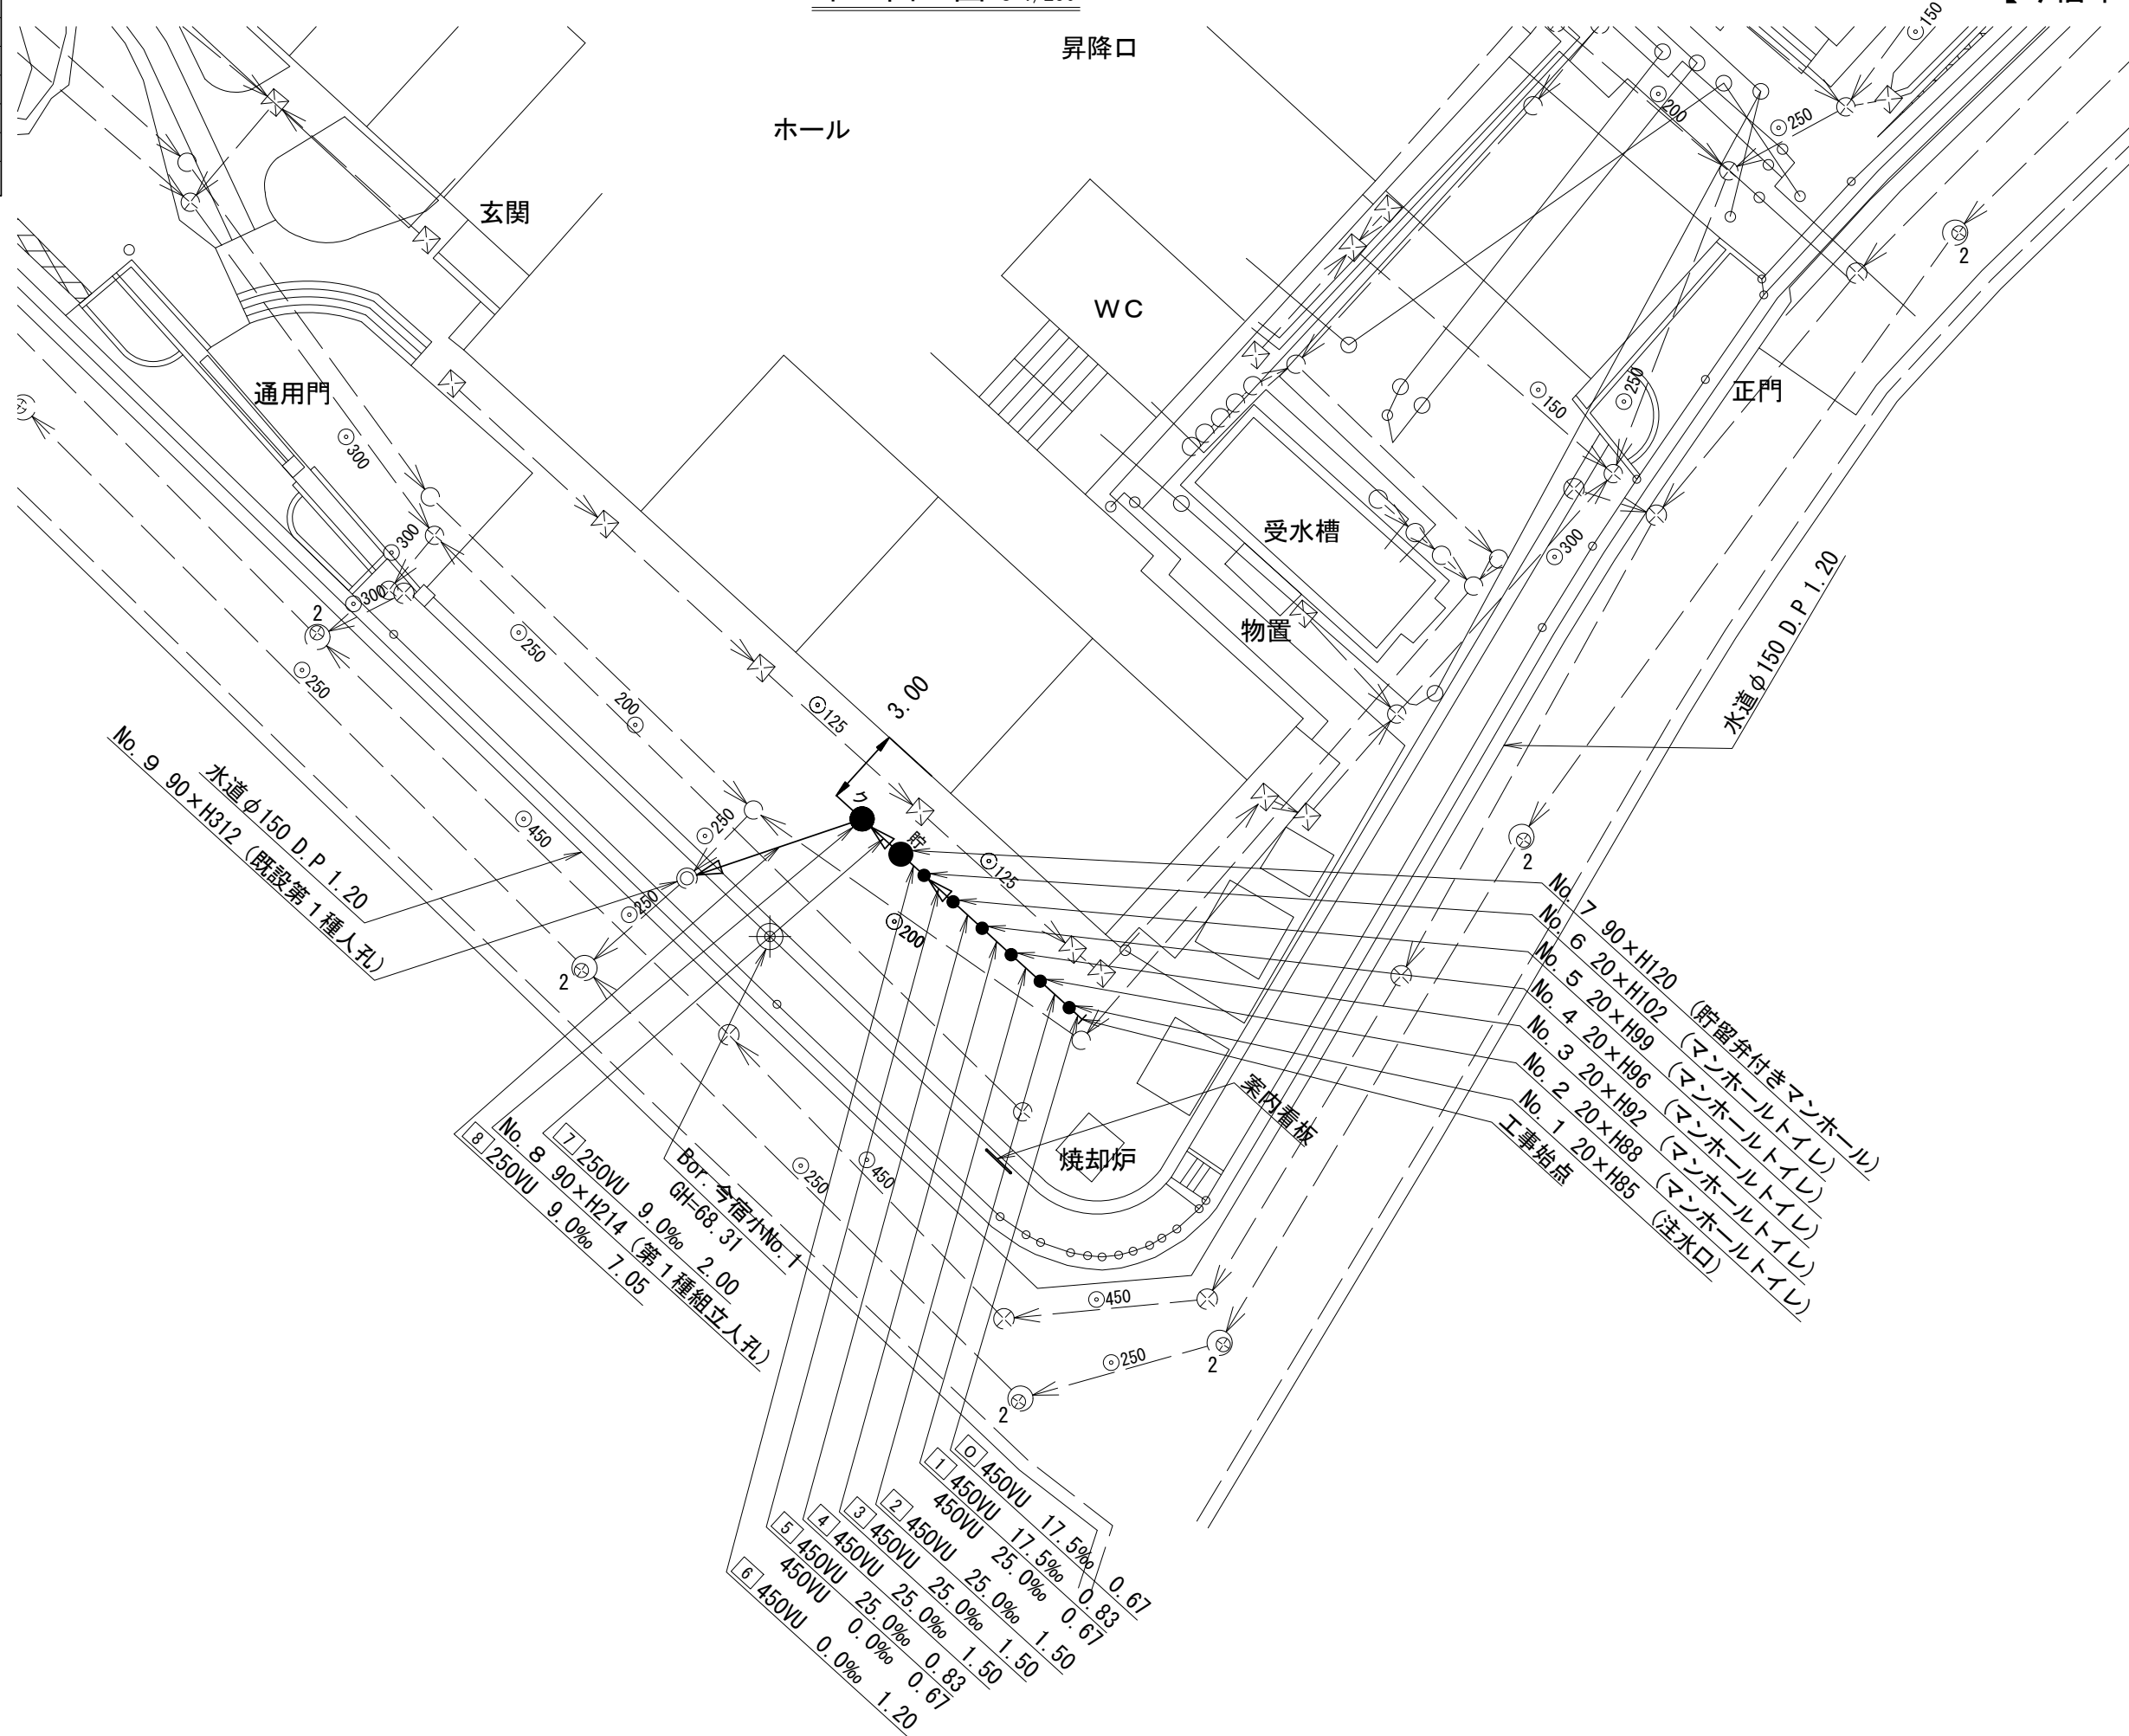 昇降口
ホール
玄関
WC
通用門
正門
受水槽
物置
焼却炉
案内看板
150
200
250
250
150
300
300
300
300
250
250
200
125
3.00
ク
貯
125
200
250
250
450
450
250
450
250
2
2
2
2
2
2
水道φ150 D.P 1.20
水道φ150 D.P 1.20
No. 9 90×H312 (既設第1種人孔)
No. 7 90×H120 (貯留弁付きマンホール)
No. 6 20×H102 (マンホールトイレ)
No. 5 20×H99 (マンホールトイレ)
No. 4 20×H96 (マンホールトイレ)
No. 3 20×H92 (マンホールトイレ)
No. 2 20×H88 (マンホールトイレ)
No. 1 20×H85 (注水口)
工事始点
8 250VU 9.0‰ 7.05
No. 8 90×H214 (第1種組立人孔)
7 250VU 9.0‰ 2.00
Bor. 今宿小No. 1
GH=68.31
0 450VU 17.5‰ 0.67
1 450VU 17.5‰ 0.83
450VU 25.0‰ 0.67
2 450VU 25.0‰ 1.50
3 450VU 25.0‰ 1.50
4 450VU 25.0‰ 1.50
5 450VU 25.0‰ 0.83
450VU 0.0‰ 0.67
6 450VU 0.0‰ 1.20